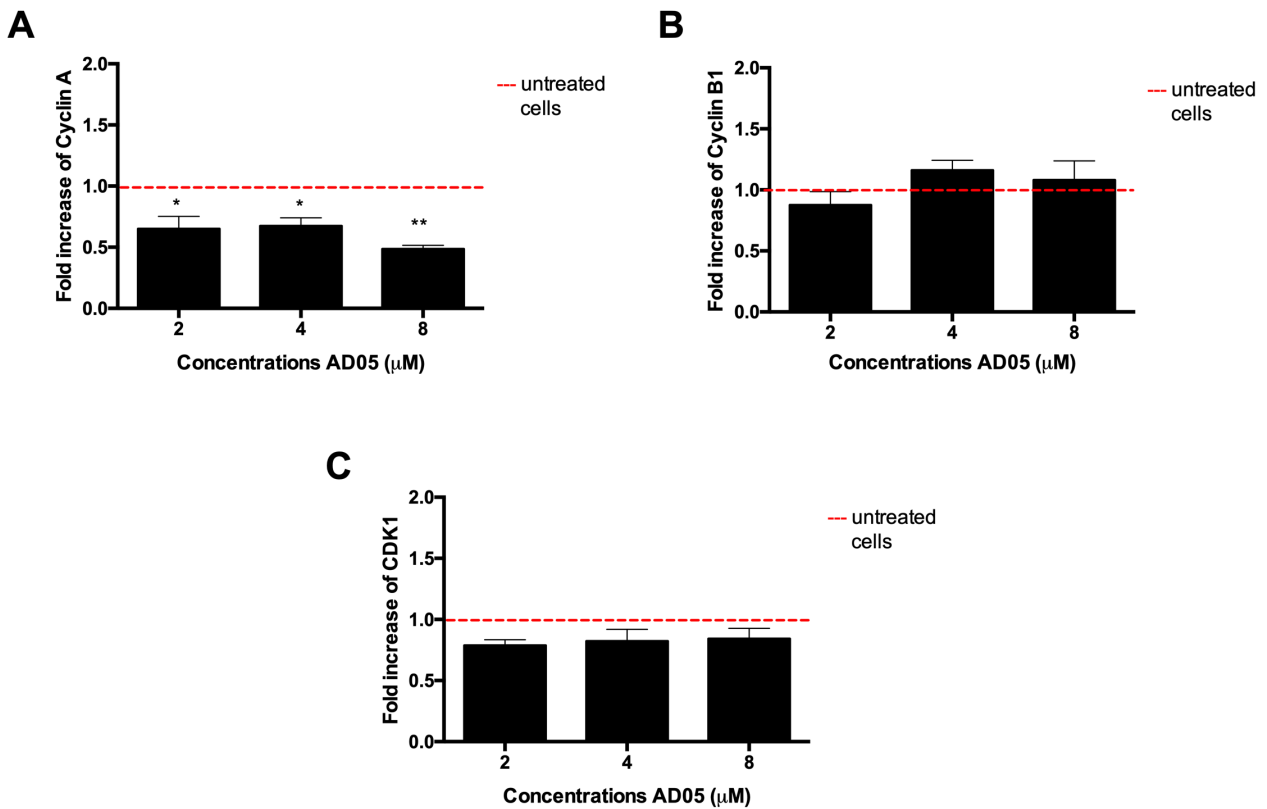 A
Fold increase of Cyclin A
2.0
1.5
1.0
0.5
0.0
*
*
**
2 4 8
Concentrations AD05 (μM)
untreated
cells
B
Fold increase of Cyclin B1
2.0
1.5
1.0
0.5
0.0
2 4 8
Concentrations AD05 (μM)
untreated
cells
C
Fold increase of CDK1
2.0
1.5
1.0
0.5
0.0
2 4 8
Concentrations AD05 (μM)
untreated
cells